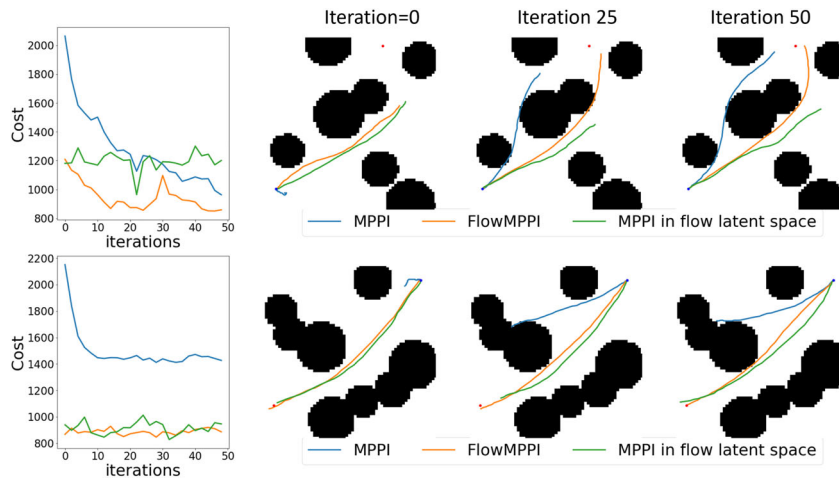 Iteration=0 Iteration 25 Iteration 50
2000
1800
1600
1400
1200
1000
800
Cost
0 10 20 30 40 50
iterations
MPPI FlowMPPI MPPI in flow latent space
2200
2000
1800
1600
1400
1200
1000
800
Cost
0 10 20 30 40 50
iterations
MPPI FlowMPPI MPPI in flow latent space